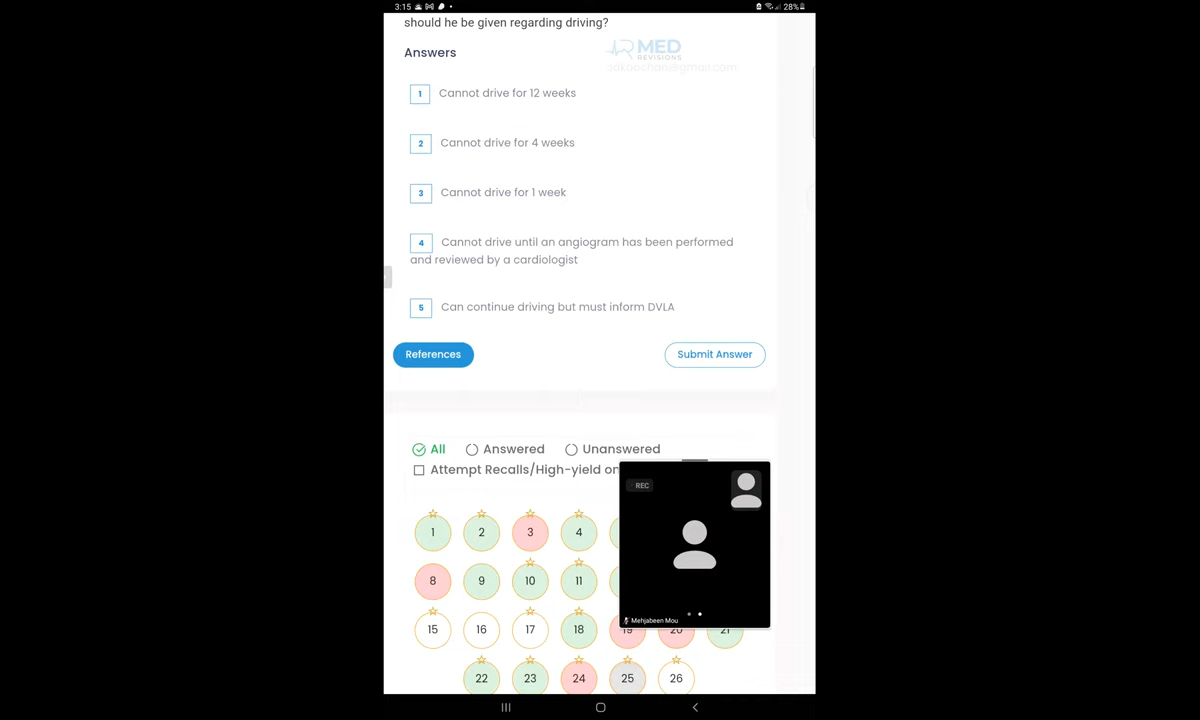 3:15
28%
should he be given regarding driving?
MED
REVISIONS
Answers
1 Cannot drive for 12 weeks
2 Cannot drive for 4 weeks
3 Cannot drive for 1 week
4 Cannot drive until an angiogram has been performed
and reviewed by a cardiologist
5 Can continue driving but must inform DVLA
References
Submit Answer
All Answered Unanswered
Attempt Recalls/High-yield on
REC
1 2 3 4
8 9 10 11
Mehjabeen Mou
15 16 17 18 19 20 21
22 23 24 25 26